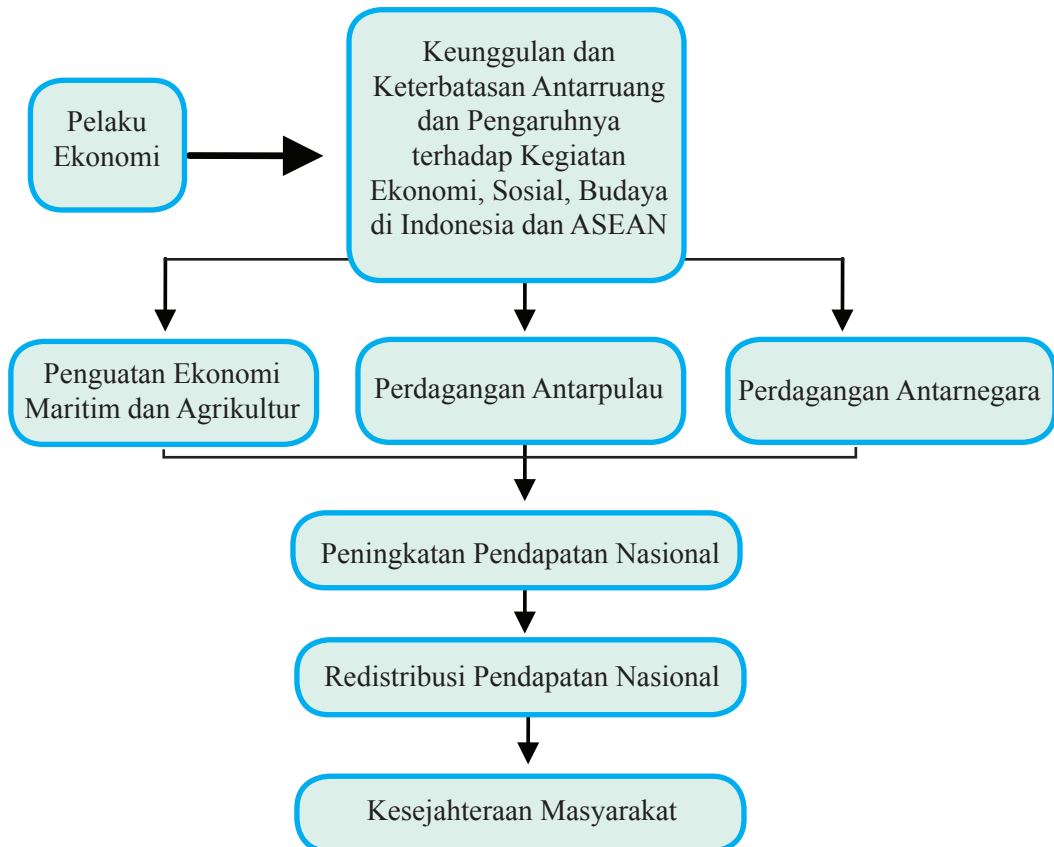 Pelaku
Ekonomi
Keunggulan dan
Keterbatasan Antarruang
dan Pengaruhnya
terhadap Kegiatan
Ekonomi, Sosial, Budaya
di Indonesia dan ASEAN
Penguatan Ekonomi
Maritim dan Agrikultur
Perdagangan Antarpulau
Perdagangan Antarnegara
Peningkatan Pendapatan Nasional
Redistribusi Pendapatan Nasional
Kesejahteraan Masyarakat